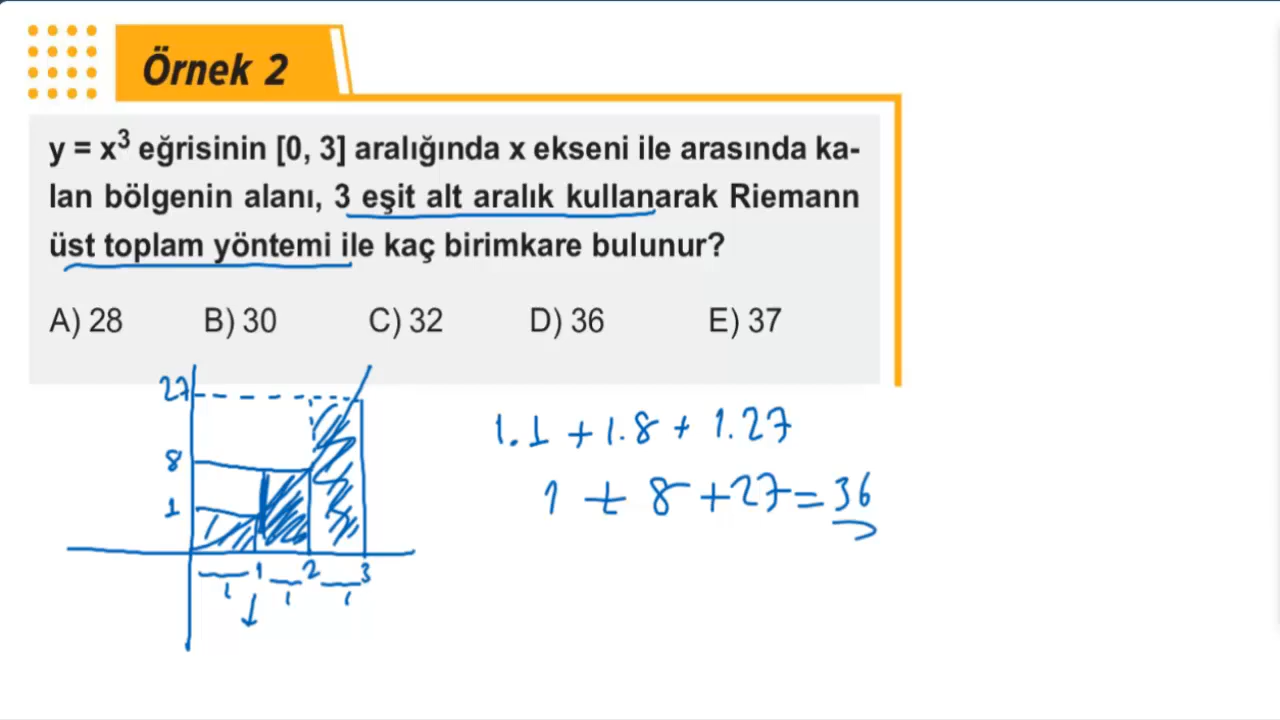 Örnek 2
y = x³ eğrisinin [0, 3] aralığında x ekseni ile arasında ka-
lan bölgenin alanı, 3 eşit alt aralık kullanarak Riemann
üst toplam yöntemi ile kaç birimkare bulunur?
A) 28 B) 30 C) 32 D) 36 E) 37
27
8
1
1 2 3
1 1 1
1.1 + 1.8 + 1.27
1 + 8 + 27 = 36